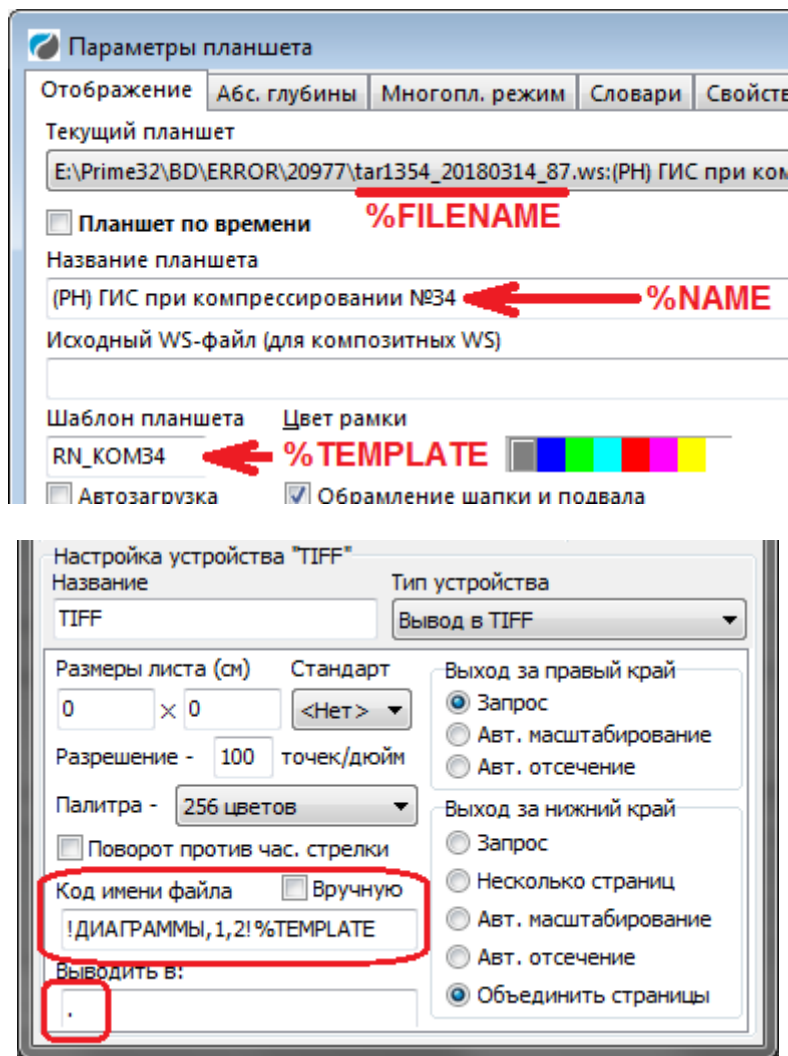 Параметры планшета
Отображение Абс. глубины Многопл. режим Словари Свойств
Текущий планшет
E:\Prime32\BD\ERROR\20977\tar1354_20180314_87.ws:(PH) ГИС при ком
Планшет по времени %FILENAME
Название планшета
(PH) ГИС при компрессировании №34 %NAME
Исходный WS-файл (для композитных WS)
Шаблон планшета Цвет рамки
RN_KOM34 %TEMPLATE
Автозагрузка Обрамление шапки и подвала
Настройка устройства "TIFF"
Название Тип устройства
TIFF Вывод в TIFF
Размеры листа (см) Стандарт Выход за правый край
0 × 0 <Нет> Запрос
Авт. масштабирование
Разрешение - 100 точек/дюйм Авт. отсечение
Палитра - 256 цветов Выход за нижний край
Поворот против час. стрелки Запрос
Код имени файла Вручную Несколько страниц
!ДИАГРАММЫ,1,2!%TEMPLATE Авт. масштабирование
Выводить в: Авт. отсечение
. Объединить страницы